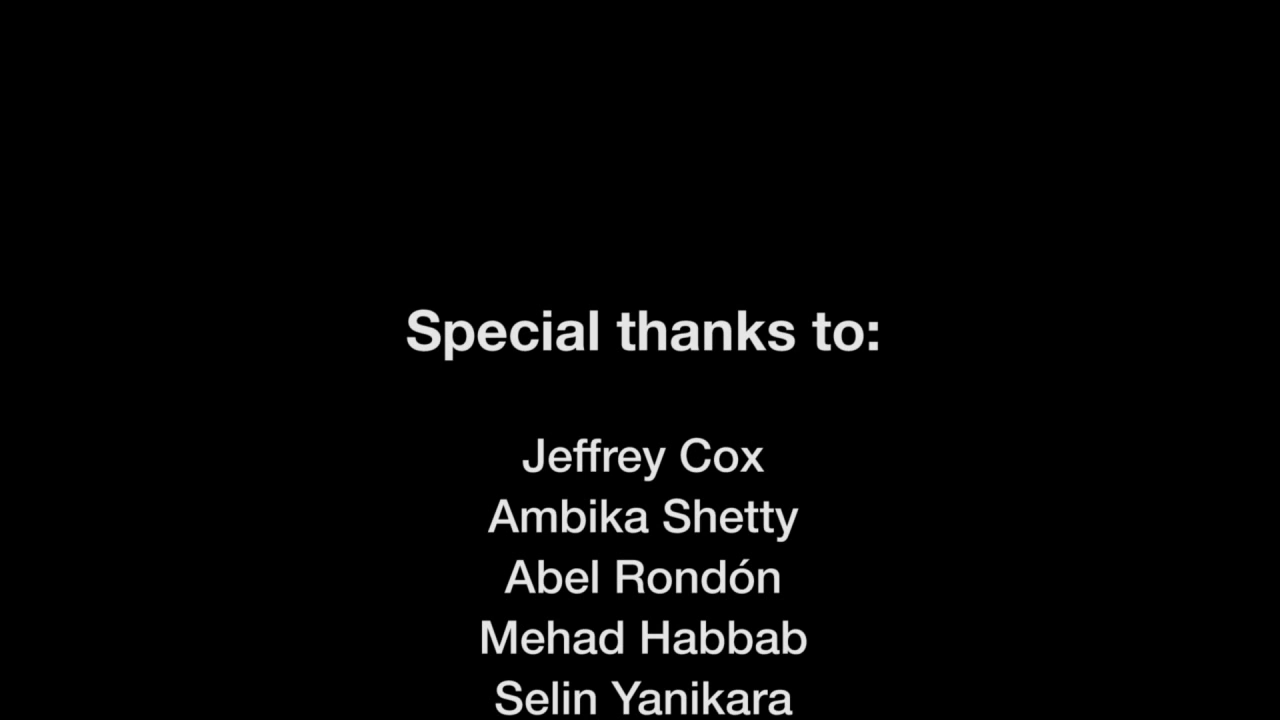 Special thanks to:
Jeffrey Cox
Ambika Shetty
Abel Rondón
Mehad Habbab
Selin Yanikara